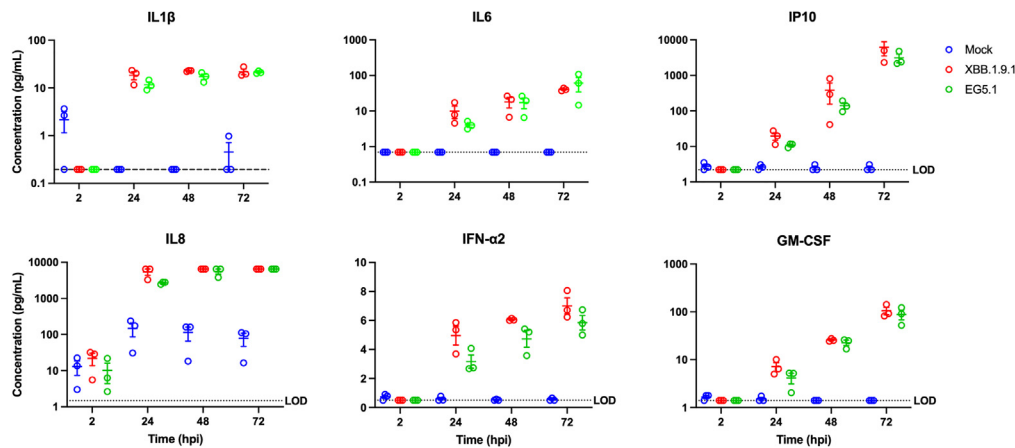 IL1β
Concentration (pg/mL)
100
10
1
0.1
2
24
48
72
IL6
1000
100
10
1
0.1
2
24
48
72
IP10
10000
1000
100
10
1
LOD
2
24
48
72
Mock
XBB.1.9.1
EG5.1
IL8
Concentration (pg/mL)
10000
1000
100
10
1
LOD
2
24
48
72
Time (hpi)
IFN-α2
10
8
6
4
2
0
LOD
2
24
48
72
Time (hpi)
GM-CSF
1000
100
10
1
LOD
2
24
48
72
Time (hpi)